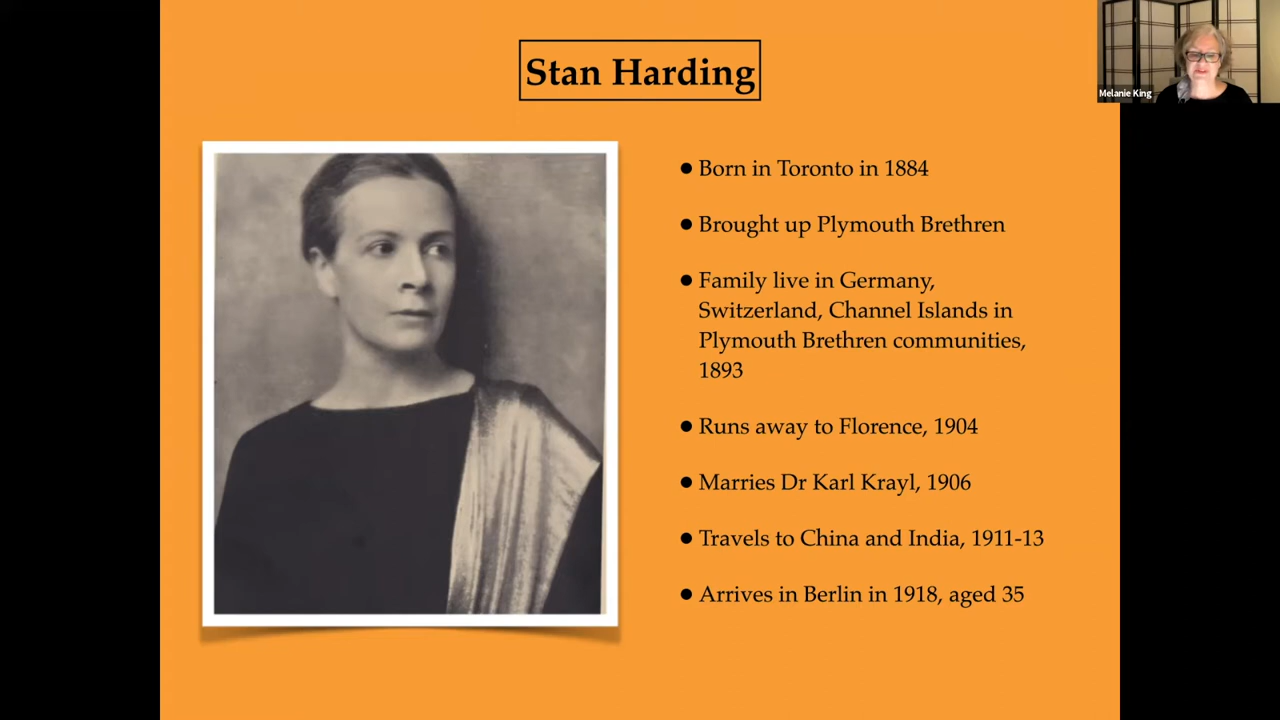 Stan Harding
Melanie King
● Born in Toronto in 1884
● Brought up Plymouth Brethren
● Family live in Germany,
Switzerland, Channel Islands in
Plymouth Brethren communities,
1893
● Runs away to Florence, 1904
● Marries Dr Karl Krayl, 1906
● Travels to China and India, 1911-13
● Arrives in Berlin in 1918, aged 35